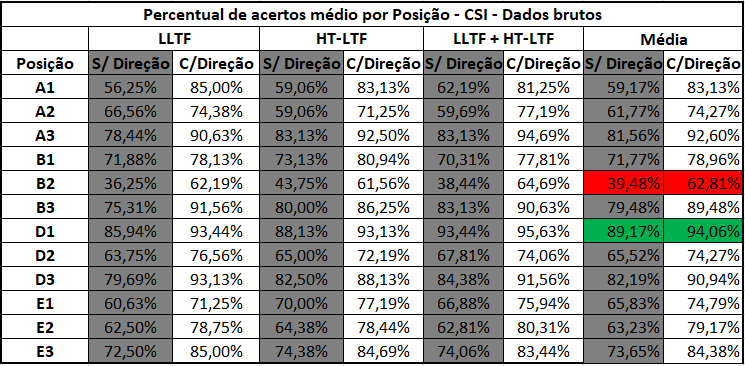 Percentual de acertos médio por Posição - CSI - Dados brutos
LLTF HT-LTF LLTF + HT-LTF Média
Posição S/ Direção C/Direção S/ Direção C/Direção S/ Direção C/Direção S/ Direção C/Direção
A1 56,25% 85,00% 59,06% 83,13% 62,19% 81,25% 59,17% 83,13%
A2 66,56% 74,38% 59,06% 71,25% 59,69% 77,19% 61,77% 74,27%
A3 78,44% 90,63% 83,13% 92,50% 83,13% 94,69% 81,56% 92,60%
B1 71,88% 78,13% 73,13% 80,94% 70,31% 77,81% 71,77% 78,96%
B2 36,25% 62,19% 43,75% 61,56% 38,44% 64,69% 39,48% 62,81%
B3 75,31% 91,56% 80,00% 86,25% 83,13% 90,63% 79,48% 89,48%
D1 85,94% 93,44% 88,13% 93,13% 93,44% 95,63% 89,17% 94,06%
D2 63,75% 76,56% 65,00% 72,19% 67,81% 74,06% 65,52% 74,27%
D3 79,69% 93,13% 82,50% 88,13% 84,38% 91,56% 82,19% 90,94%
E1 60,63% 71,25% 70,00% 77,19% 66,88% 75,94% 65,83% 74,79%
E2 62,50% 78,75% 64,38% 78,44% 62,81% 80,31% 63,23% 79,17%
E3 72,50% 85,00% 74,38% 84,69% 74,06% 83,44% 73,65% 84,38%